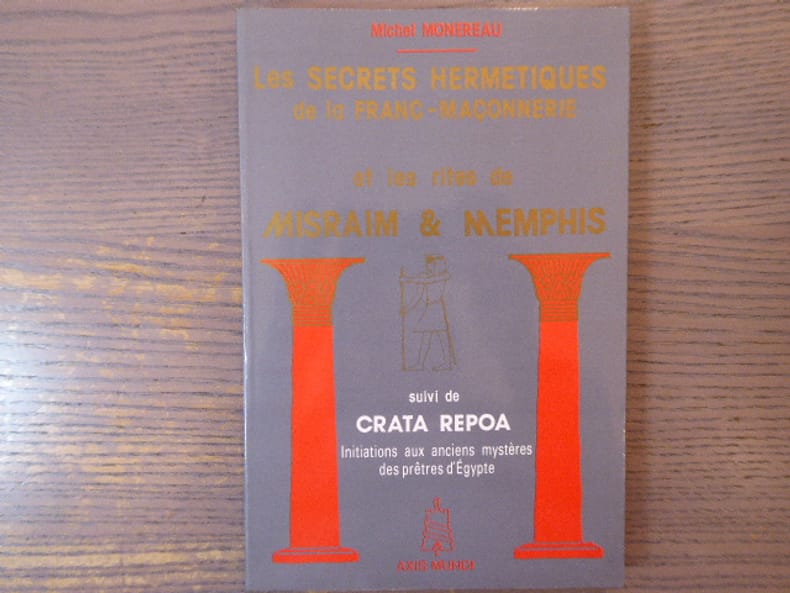 Michel MONEREAU
Les SECRETS HERMETIQUES
de la FRANC-MAÇONNERIE
et les rites de
MISRAIM & MEMPHIS
suivi de
CRATA REPOA
Initiations aux anciens mystères
des prêtres d'Égypte
AXIS MUNDI